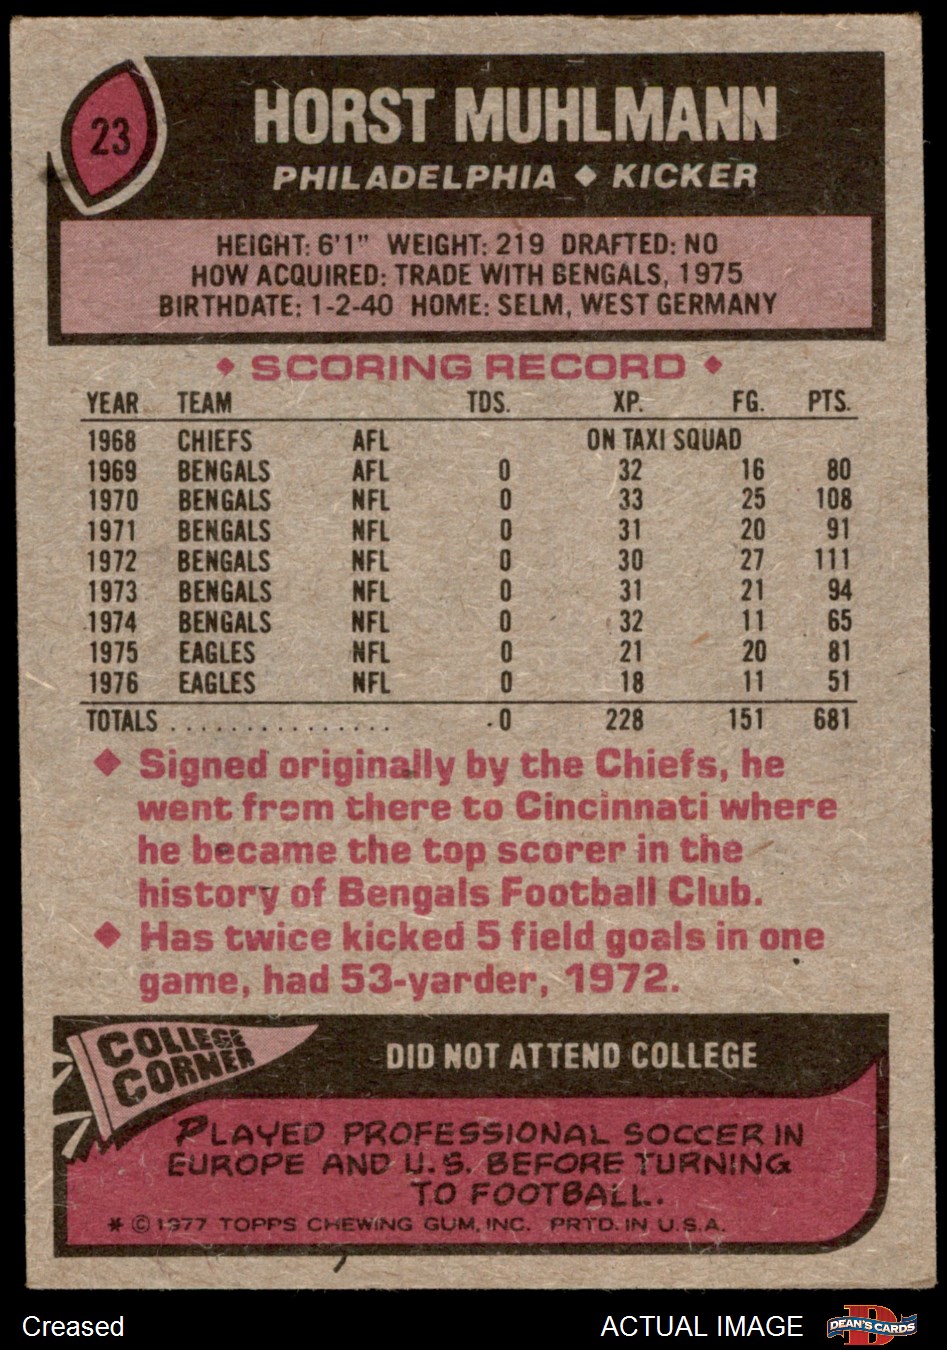 23
HORST MUHLMANN
PHILADELPHIA ◆ KICKER
HEIGHT: 6'1" WEIGHT: 219 DRAFTED: NO
HOW ACQUIRED: TRADE WITH BENGALS, 1975
BIRTHDATE: 1-2-40 HOME: SELM, WEST GERMANY
◆ SCORING RECORD ◆
YEAR TEAM TDS. XP. FG. PTS.
1968 CHIEFS AFL ON TAXI SQUAD
1969 BENGALS AFL 0 32 16 80
1970 BENGALS NFL 0 33 25 108
1971 BENGALS NFL 0 31 20 91
1972 BENGALS NFL 0 30 27 111
1973 BENGALS NFL 0 31 21 94
1974 BENGALS NFL 0 32 11 65
1975 EAGLES NFL 0 21 20 81
1976 EAGLES NFL 0 18 11 51
TOTALS . . . . . . . . . . . . . . . 0 228 151 681
◆ Signed originally by the Chiefs, he
went from there to Cincinnati where
he became the top scorer in the
history of Bengals Football Club.
◆ Has twice kicked 5 field goals in one
game, had 53-yarder, 1972.
COLLEGE
CORNER
DID NOT ATTEND COLLEGE
PLAYED PROFESSIONAL SOCCER IN
EUROPE AND U.S. BEFORE TURNING
TO FOOTBALL.
* © 1977 TOPPS CHEWING GUM, INC. PRTD. IN U.S.A.
Creased
ACTUAL IMAGE
D
DEAN'S CARDS